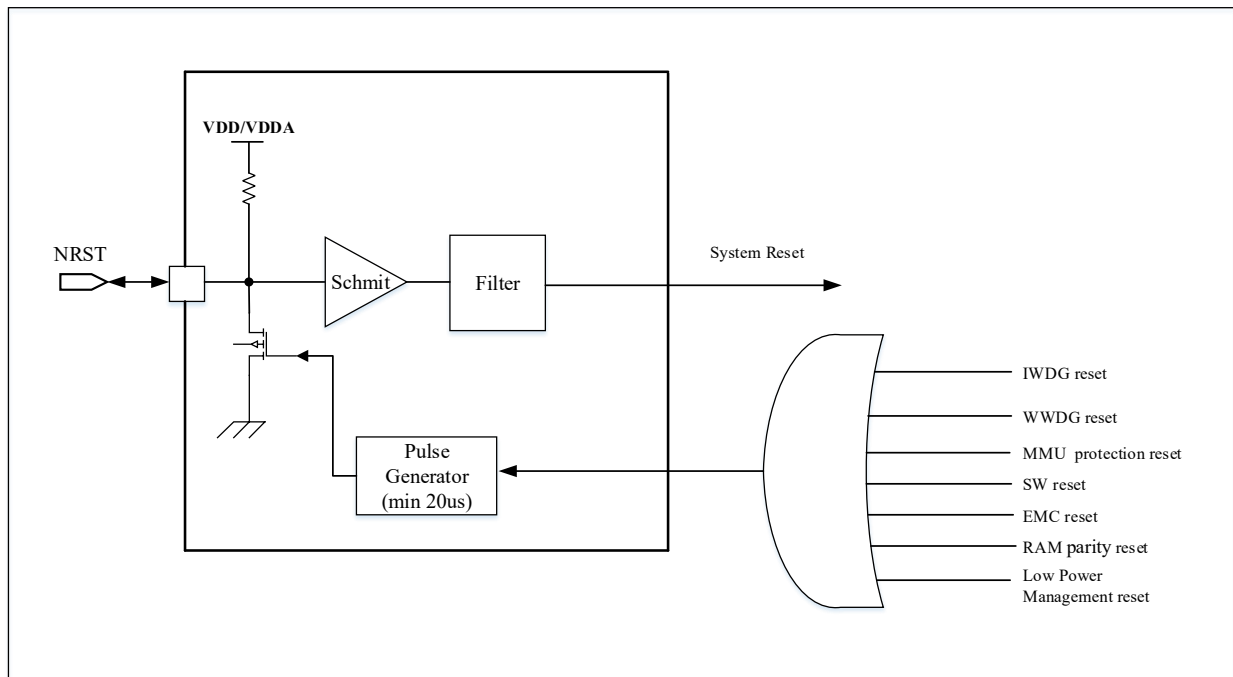 VDD/VDDA
NRST
Schmit
Filter
System Reset
Pulse
Generator
(min 20us)
IWDG reset
WWDG reset
MMU  protection reset
SW reset
EMC reset
RAM parity reset
Low Power
Management reset